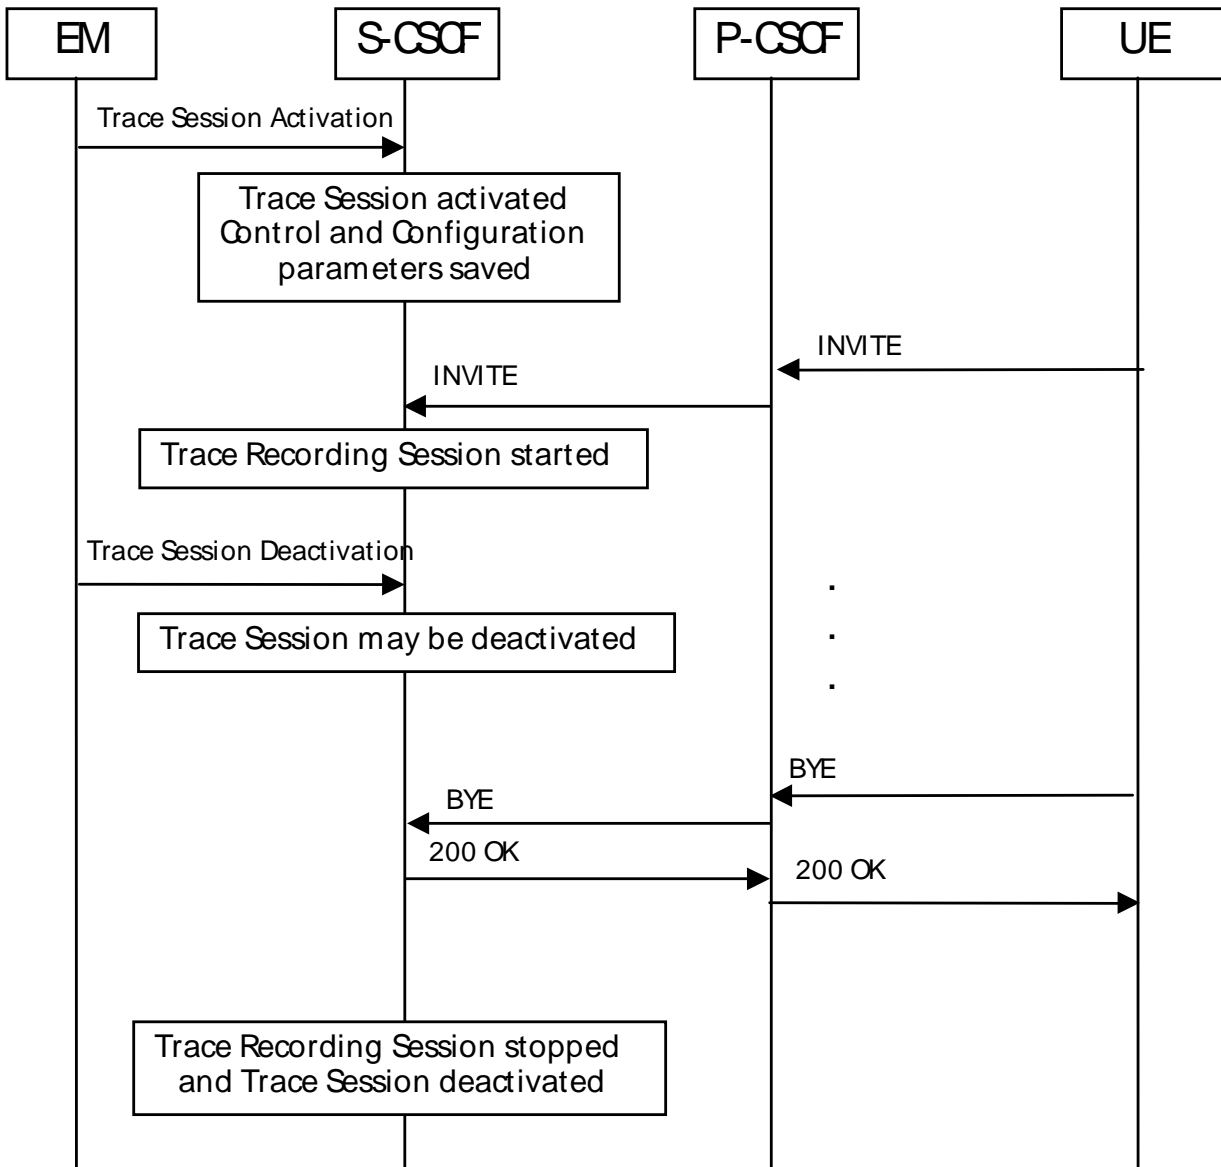 EM
S-CSCF
P-CSCF
UE
Trace Session Activation
Trace Session activated
Control and Configuration
parameters saved
INVITE
INVITE
Trace Recording Session started
Trace Session Deactivation
Trace Session may be deactivated
.
.
.
BYE
BYE
200 OK
200 OK
Trace Recording Session stopped
and Trace Session deactivated